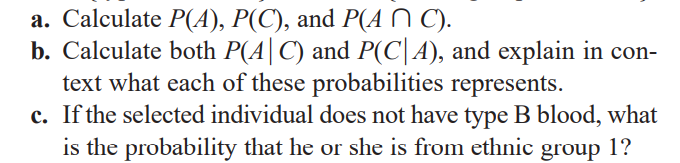 a. Calculate P(A), P(C), and P(A ∩ C).
b. Calculate both P(A|C) and P(C|A), and explain in con-
text what each of these probabilities represents.
c. If the selected individual does not have type B blood, what
is the probability that he or she is from ethnic group 1?